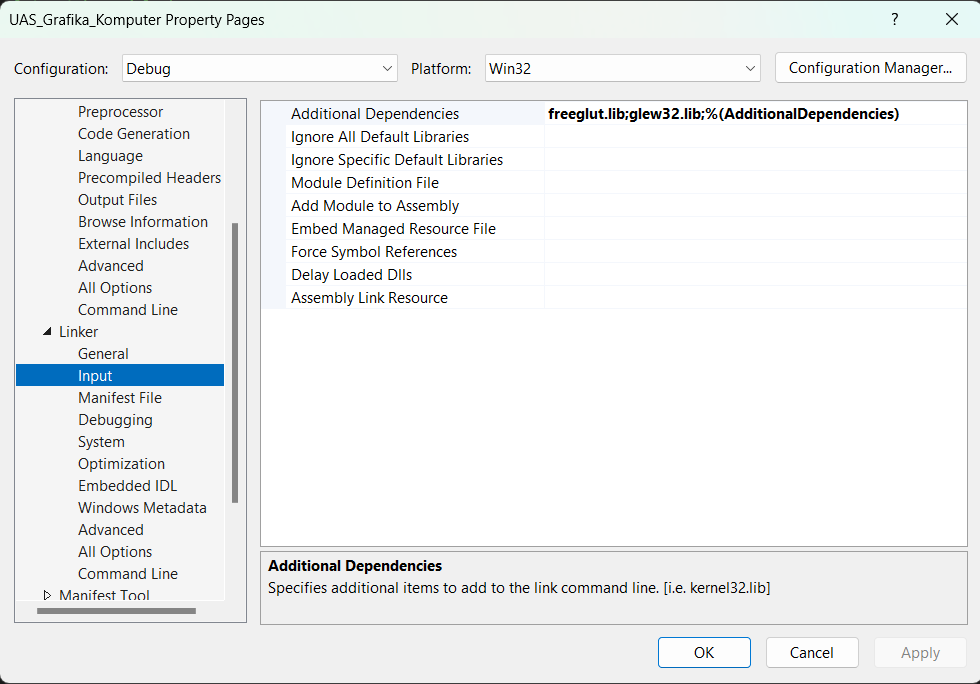 UAS_Grafika_Komputer Property Pages
?
Configuration: Debug Platform: Win32 Configuration Manager...
Preprocessor
Code Generation
Language
Precompiled Headers
Output Files
Browse Information
External Includes
Advanced
All Options
Command Line
Linker
General
Input
Manifest File
Debugging
System
Optimization
Embedded IDL
Windows Metadata
Advanced
All Options
Command Line
Manifest Tool
Additional Dependencies freeglut.lib;glew32.lib;%(AdditionalDependencies)
Ignore All Default Libraries
Ignore Specific Default Libraries
Module Definition File
Add Module to Assembly
Embed Managed Resource File
Force Symbol References
Delay Loaded Dlls
Assembly Link Resource
Additional Dependencies
Specifies additional items to add to the link command line. [i.e. kernel32.lib]
OK Cancel Apply